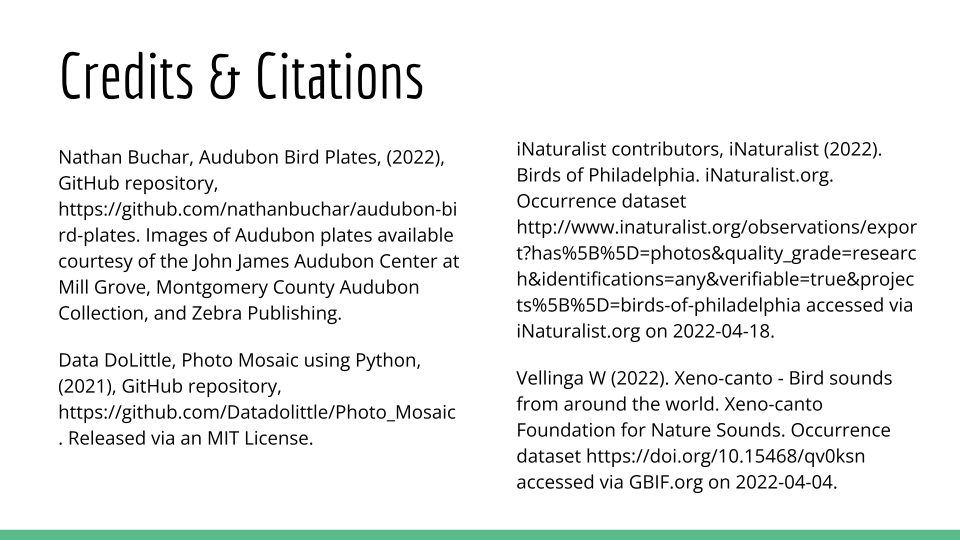 Credits & Citations
Nathan Buchar, Audubon Bird Plates, (2022),
GitHub repository,
https://github.com/nathanbuchar/audubon-bi
rd-plates. Images of Audubon plates available
courtesy of the John James Audubon Center at
Mill Grove, Montgomery County Audubon
Collection, and Zebra Publishing.
Data DoLittle, Photo Mosaic using Python,
(2021), GitHub repository,
https://github.com/Datadolittle/Photo_Mosaic
. Released via an MIT License.
iNaturalist contributors, iNaturalist (2022).
Birds of Philadelphia. iNaturalist.org.
Occurrence dataset
http://www.inaturalist.org/observations/expor
t?has%5B%5D=photos&quality_grade=researc
h&identifications=any&verifiable=true&projec
ts%5B%5D=birds-of-philadelphia accessed via
iNaturalist.org on 2022-04-18.
Vellinga W (2022). Xeno-canto - Bird sounds
from around the world. Xeno-canto
Foundation for Nature Sounds. Occurrence
dataset https://doi.org/10.15468/qv0ksn
accessed via GBIF.org on 2022-04-04.